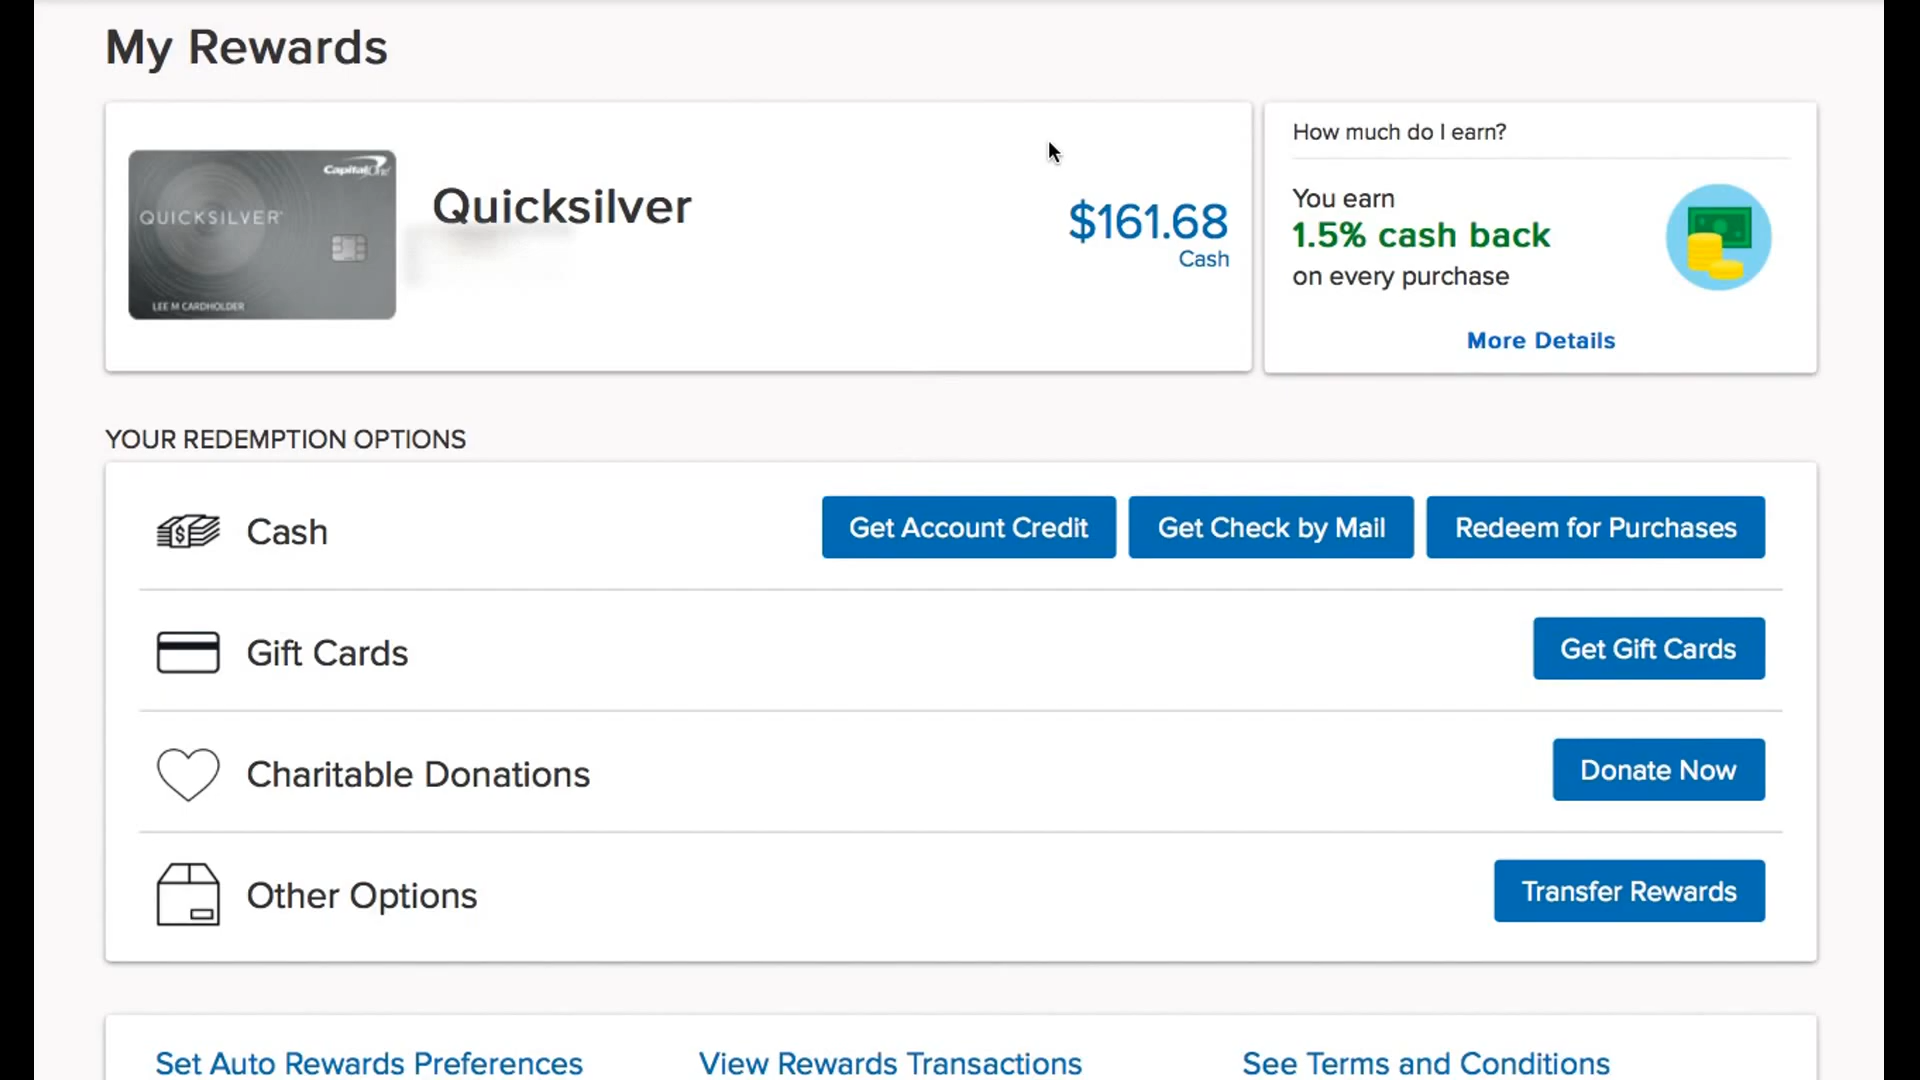 My Rewards
CapitalOne
QUICKSILVER
LEE M CARDHOLDER
Quicksilver
$161.68
Cash
How much do I earn?
You earn
1.5% cash back
on every purchase
More Details
YOUR REDEMPTION OPTIONS
Cash
Get Account Credit
Get Check by Mail
Redeem for Purchases
Gift Cards
Get Gift Cards
Charitable Donations
Donate Now
Other Options
Transfer Rewards
Set Auto Rewards Preferences
View Rewards Transactions
See Terms and Conditions